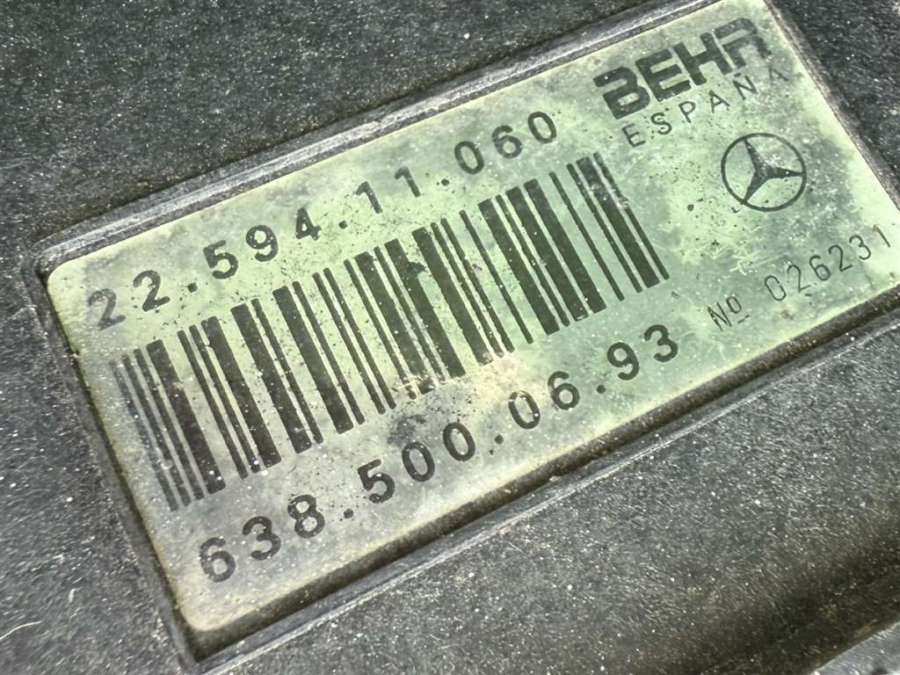 BEHR
ESPAÑA
22.594.11.060
Nº 026231
638.500.06.93